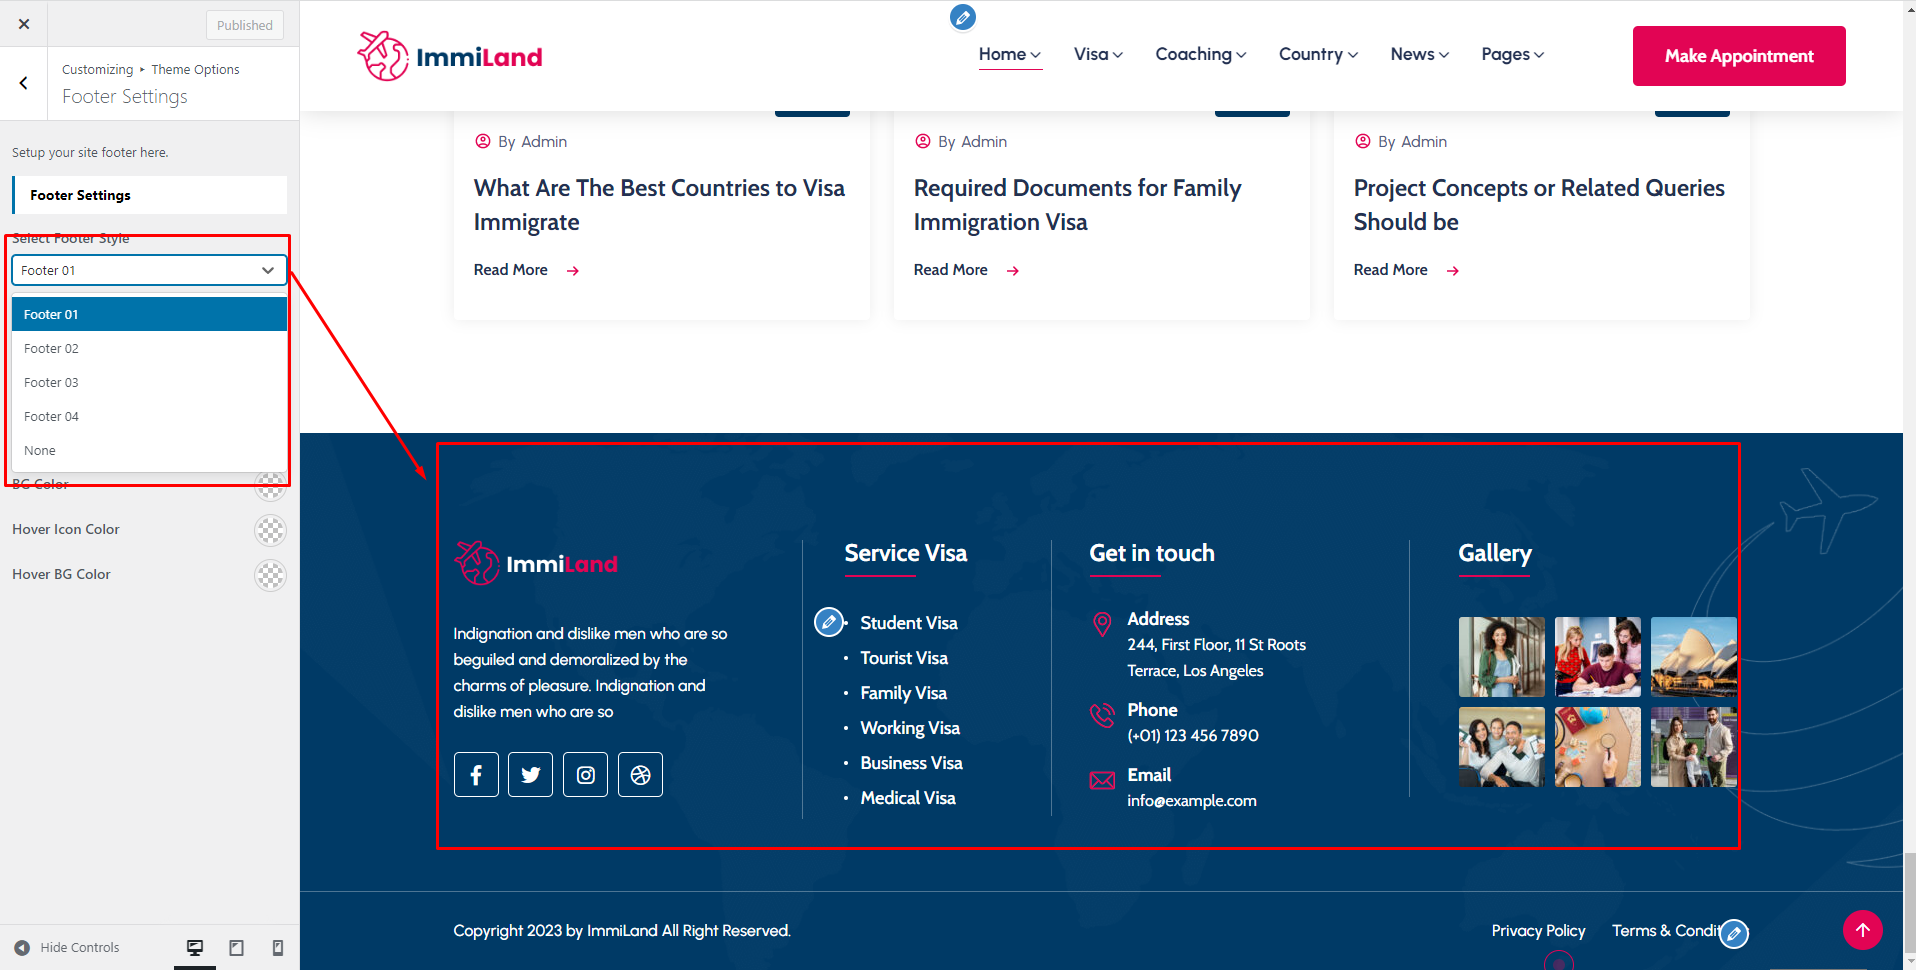 Published
Customizing ▸ Theme Options
Footer Settings
Setup your site footer here.
Footer Settings
Select Footer Style
Footer 01
Footer 01
Footer 02
Footer 03
Footer 04
None
BG Color
Hover Icon Color
Hover BG Color
Hide Controls
ImmiLand
Home
Visa
Coaching
Country
News
Pages
Make Appointment
By Admin
What Are The Best Countries to Visa
Immigrate
Read More
By Admin
Required Documents for Family
Immigration Visa
Read More
By Admin
Project Concepts or Related Queries
Should be
Read More
ImmiLand
Indignation and dislike men who are so
beguiled and demoralized by the
charms of pleasure. Indignation and
dislike men who are so
Service Visa
• Student Visa
• Tourist Visa
• Family Visa
• Working Visa
• Business Visa
• Medical Visa
Get in touch
Address
244, First Floor, 11 St Roots
Terrace, Los Angeles
Phone
(+01) 123 456 7890
Email
info@example.com
Gallery
Copyright 2023 by ImmiLand All Right Reserved.
Privacy Policy
Terms & Condit